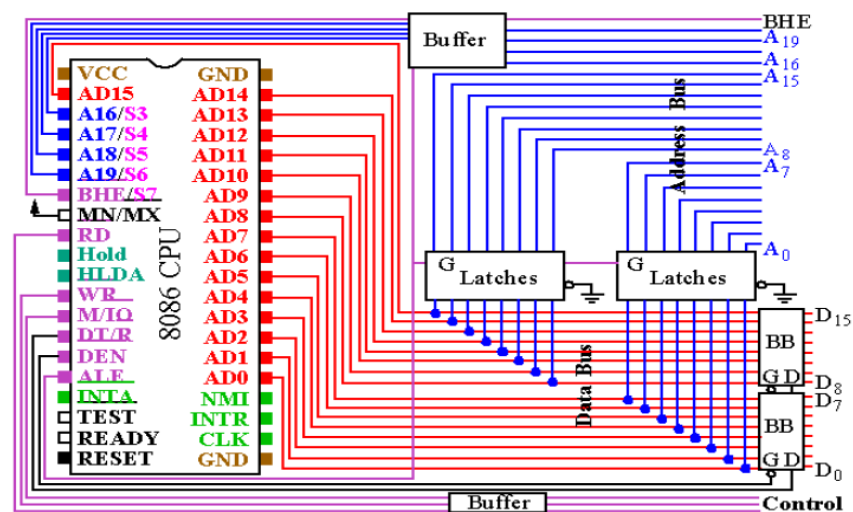 BHE
Buffer
A19
A16
A15
Address Bus
A8
A7
A0
VCC GND
AD15 AD14
A16/S3 AD13
A17/S4 AD12
A18/S5 AD11
A19/S6 AD10
BHE/S7 AD9
MN/MX AD8
RD AD7
Hold AD6
HLDA AD5
WR AD4
M/IO AD3
DT/R AD2
DEN AD1
ALE AD0
INTA NMI
TEST INTR
READY CLK
RESET GND
8086 CPU
G
Latches
G
Latches
Data Bus
D15
BB
G D
D8
D7
BB
G D
D0
Buffer
Control